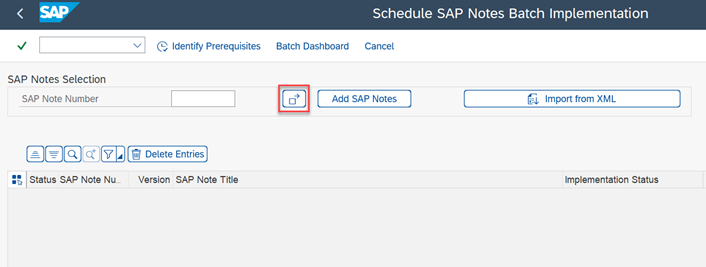 SAP Schedule SAP Notes Batch Implementation
Identify Prerequisites Batch Dashboard Cancel
SAP Notes Selection
SAP Note Number Add SAP Notes Import from XML
Delete Entries
Status SAP Note Nu.. Version SAP Note Title Implementation Status